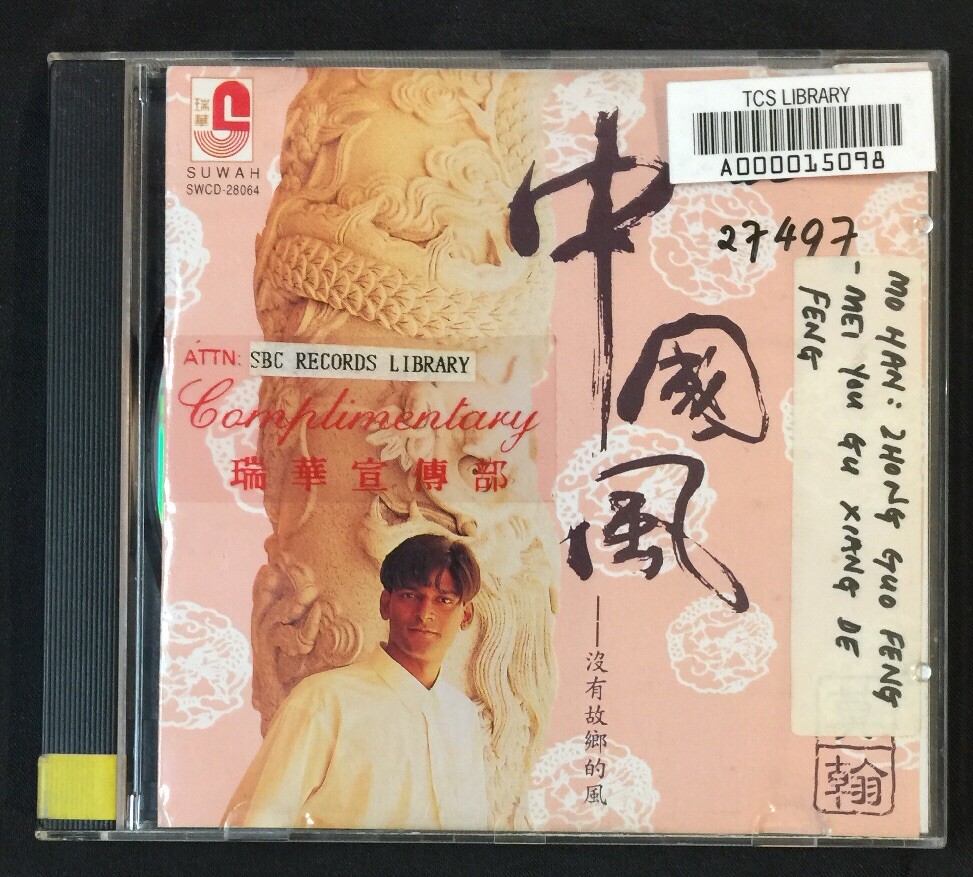 瑞華
SUWAH
SWCD-28064
TCS LIBRARY
A000015098
中國風
27497
MO HAN: ZHONG GUO FENG
- MEI YOU GU XIANG DE
FENG
ATTN: SBC RECORDS LIBRARY
Complimentary
瑞華宣傳部
——沒有故鄉的風
翰